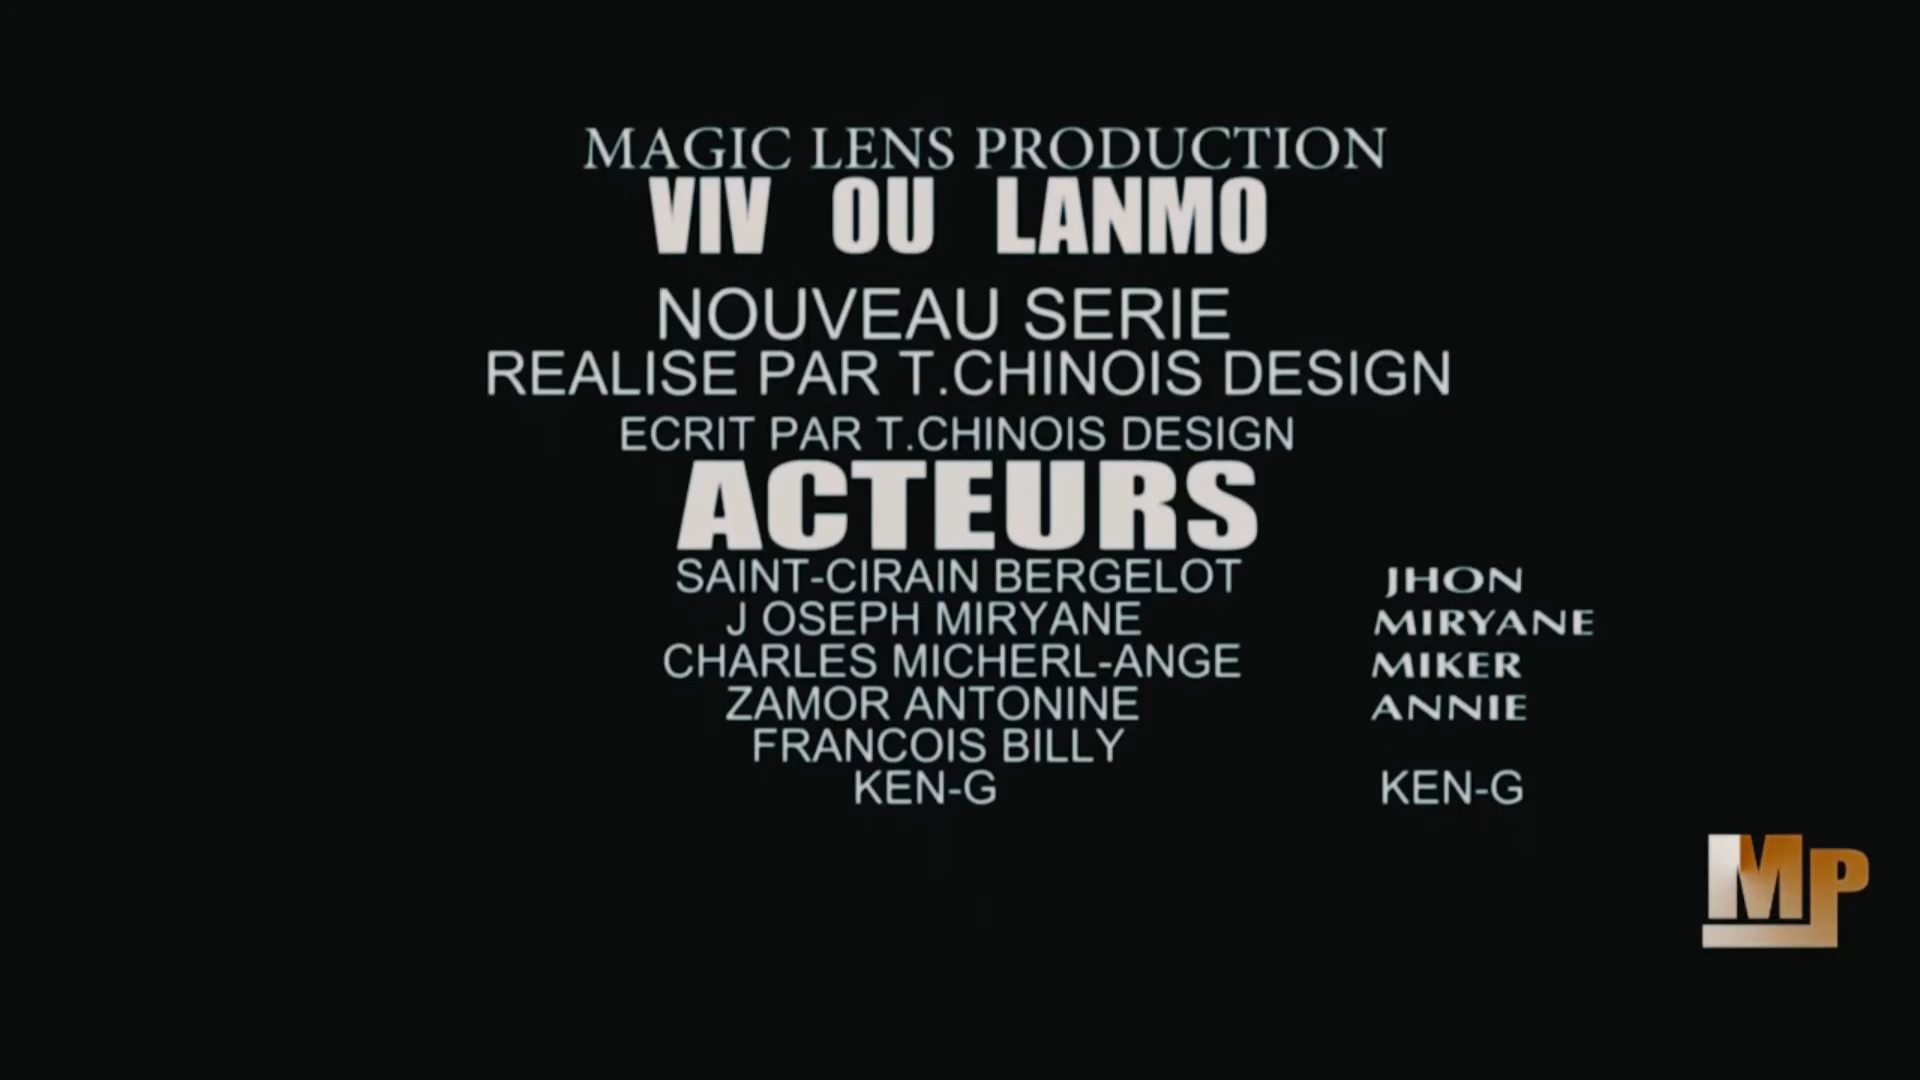 MAGIC LENS PRODUCTION
VIV OU LANMO
NOUVEAU SERIE
REALISE PAR T.CHINOIS DESIGN
ECRIT PAR T.CHINOIS DESIGN
ACTEURS
SAINT-CIRAIN BERGELOT JHON
J OSEPH MIRYANE MIRYANE
CHARLES MICHERL-ANGE MIKER
ZAMOR ANTONINE ANNIE
FRANCOIS BILLY
KEN-G KEN-G
MP